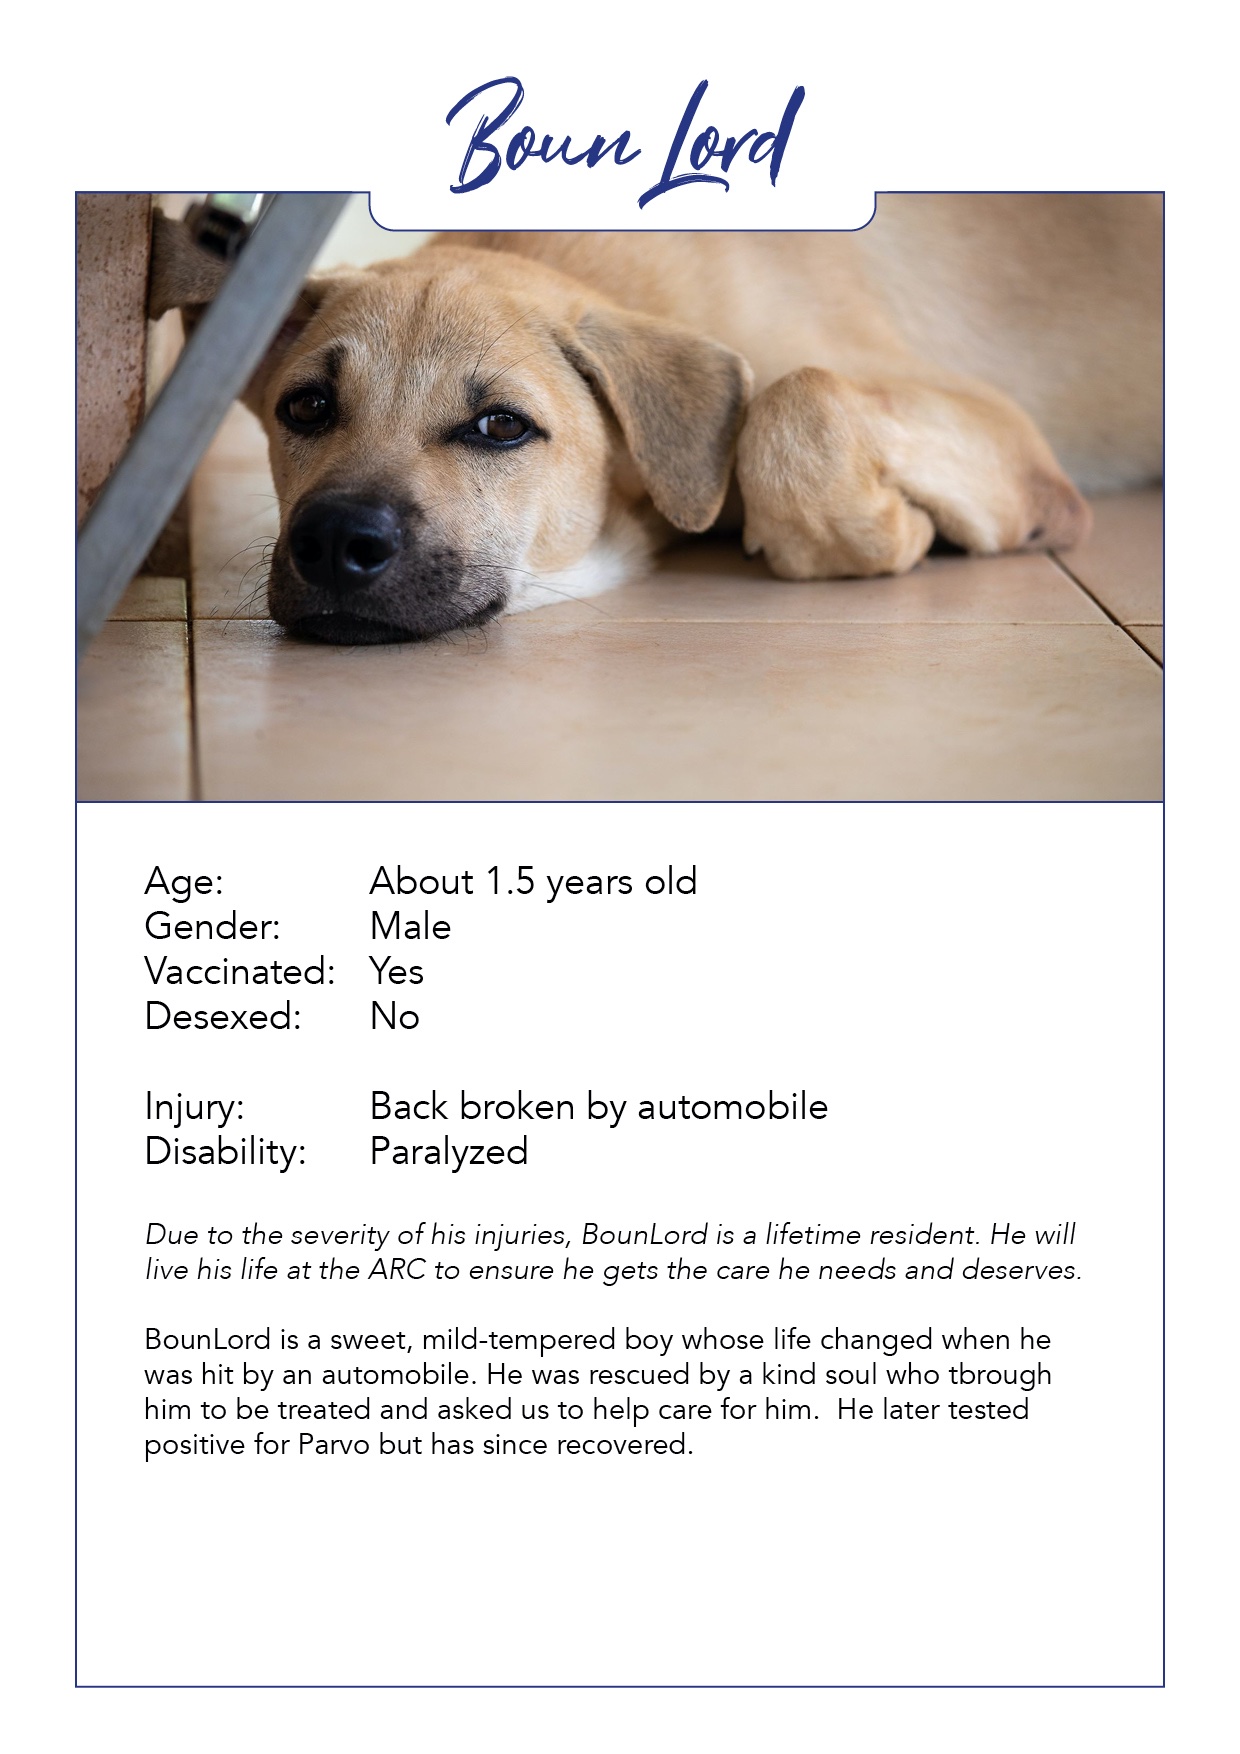 Boun Lord
Age: About 1.5 years old
Gender: Male
Vaccinated: Yes
Desexed: No
Injury: Back broken by automobile
Disability: Paralyzed
Due to the severity of his injuries, BounLord is a lifetime resident. He will
live his life at the ARC to ensure he gets the care he needs and deserves.
BounLord is a sweet, mild-tempered boy whose life changed when he
was hit by an automobile. He was rescued by a kind soul who tbrough
him to be treated and asked us to help care for him.  He later tested
positive for Parvo but has since recovered.